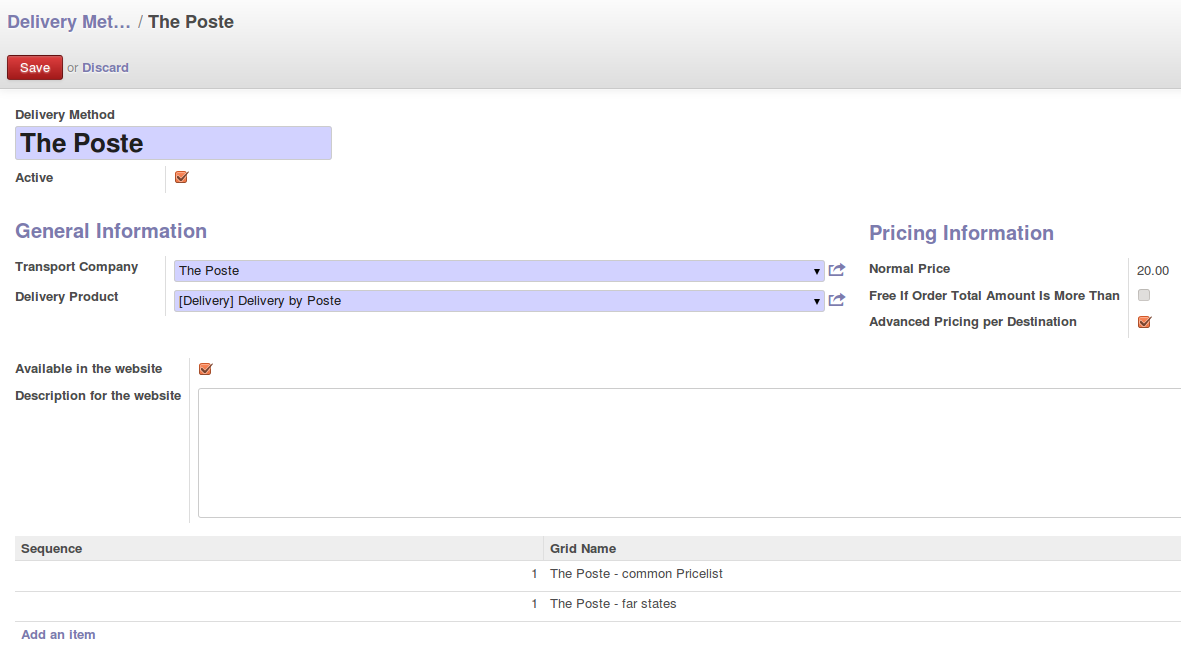 Delivery Met... / The Poste
Save or Discard
Delivery Method
The Poste
Active
General Information
Transport Company The Poste
Delivery Product [Delivery] Delivery by Poste
Pricing Information
Normal Price 20.00
Free If Order Total Amount Is More Than
Advanced Pricing per Destination
Available in the website
Description for the website
Sequence Grid Name
1 The Poste - common Pricelist
1 The Poste - far states
Add an item